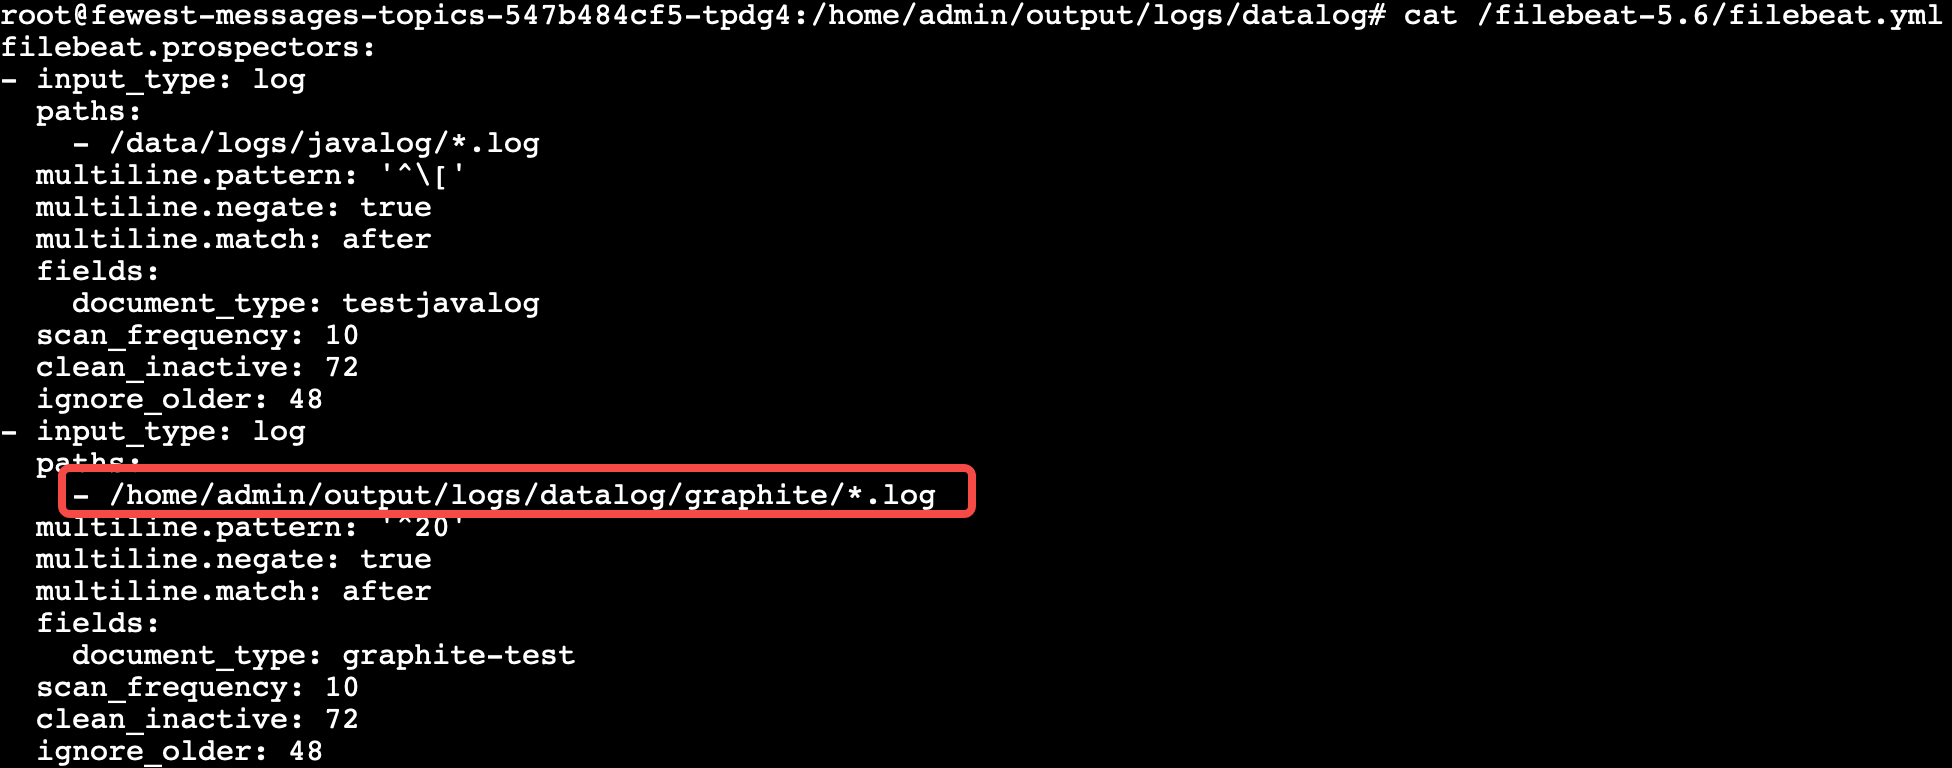 root@fewest-messages-topics-547b484cf5-tpdg4:/home/admin/output/logs/datalog# cat /filebeat-5.6/filebeat.yml
filebeat.prospectors:
- input_type: log
  paths:
    - /data/logs/javalog/*.log
  multiline.pattern: '^\['
  multiline.negate: true
  multiline.match: after
  fields:
    document_type: testjavalog
  scan_frequency: 10
  clean_inactive: 72
  ignore_older: 48
- input_type: log
  paths:
    - /home/admin/output/logs/datalog/graphite/*.log
  multiline.pattern: '^20'
  multiline.negate: true
  multiline.match: after
  fields:
    document_type: graphite-test
  scan_frequency: 10
  clean_inactive: 72
  ignore_older: 48